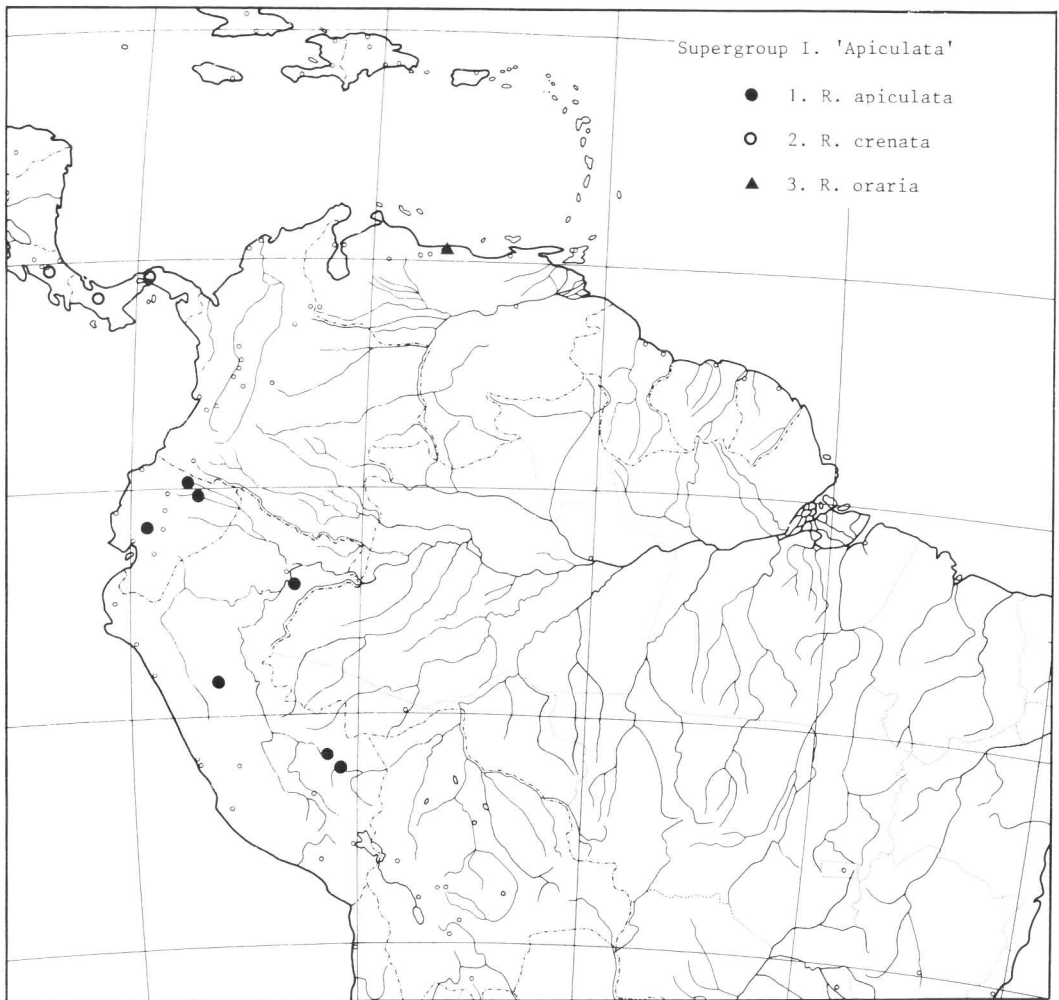 Supergroup I. 'Apiculata'
1. R. apiculata
2. R. crenata
3. R. oraria